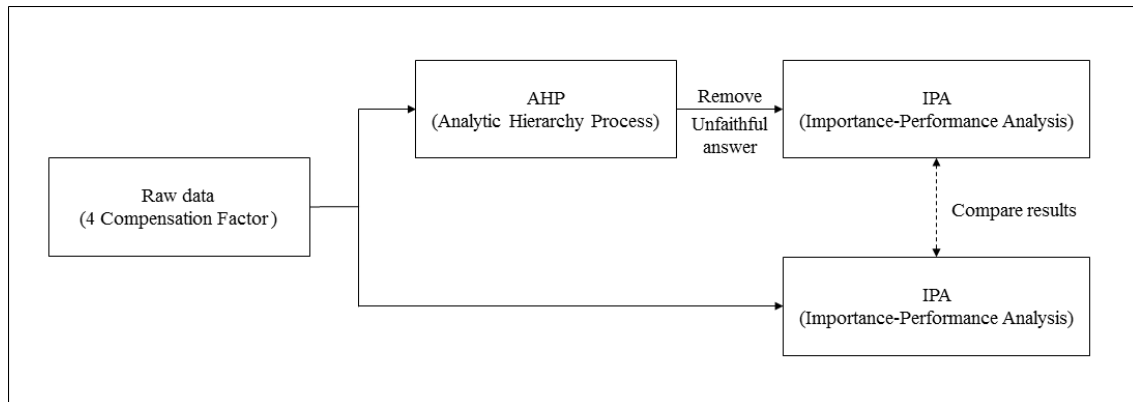 AHP
(Analytic Hierarchy Process)
Remove
Unfaithful
answer
IPA
(Importance-Performance Analysis)
Raw data
(4 Compensation Factor)
Compare results
IPA
(Importance-Performance Analysis)